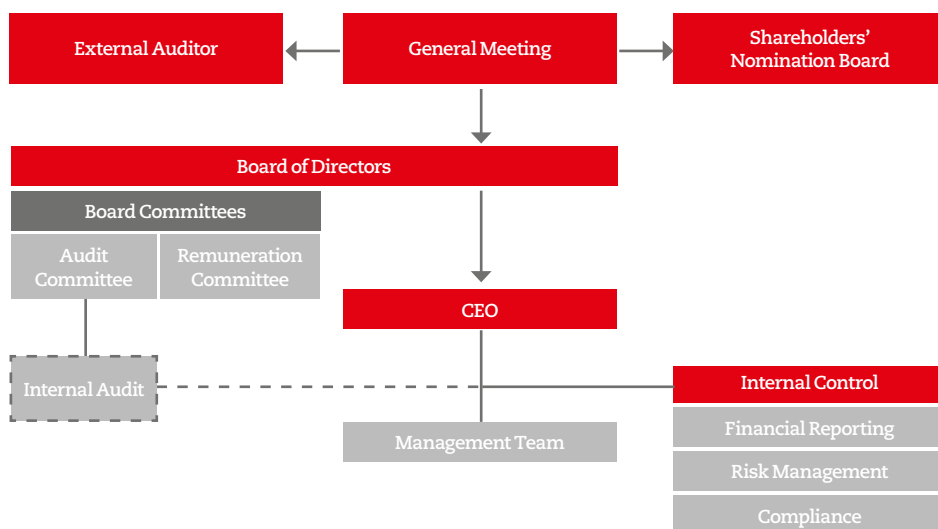 External Auditor
General Meeting
Shareholders’
Nomination Board
Board of Directors
Board Committees
Audit
Committee
Remuneration
Committee
CEO
Internal Audit
Internal Control
Management Team
Financial Reporting
Risk Management
Compliance